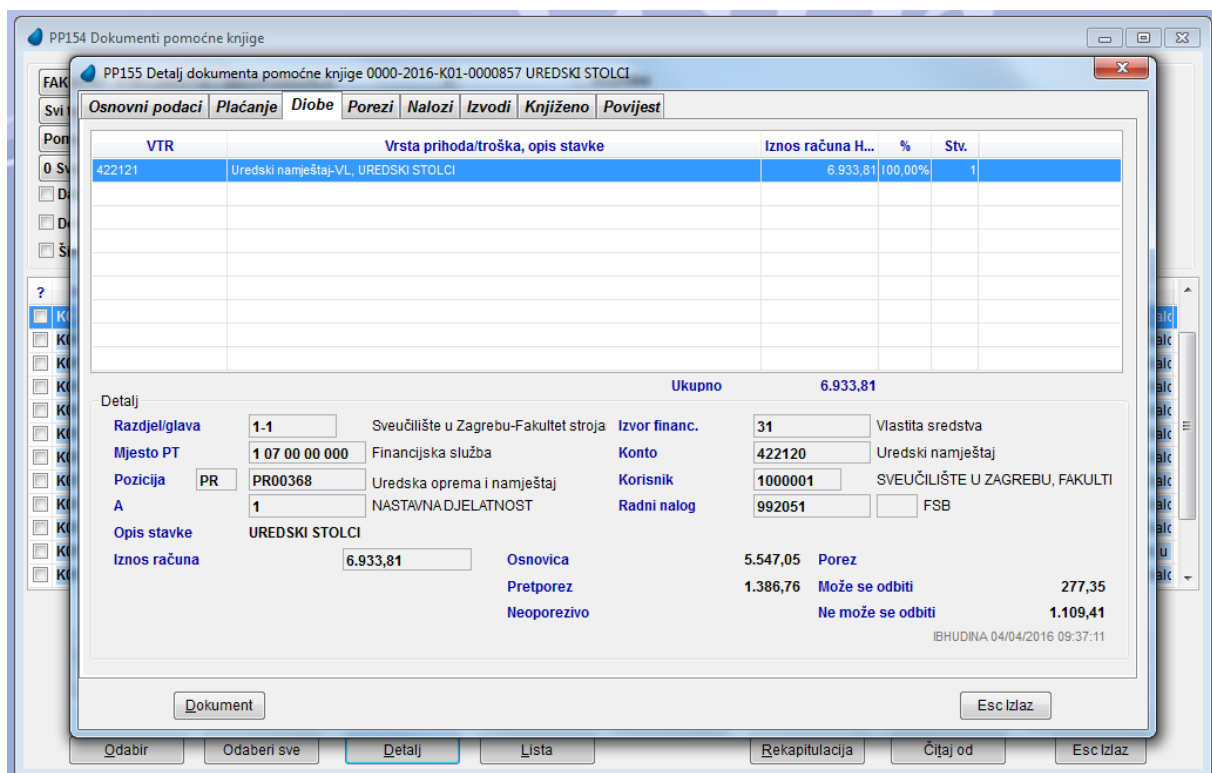 PP154 Dokumenti pomoćne knjige
PP155 Detalj dokumenta pomoćne knjige 0000-2016-K01-0000857 UREDSKI STOLCI
FAK
Svi
Pon
0 Sv
Osnovni podaci Plaćanje Diobe Porezi Nalozi Izvodi Knjiženo Povijest
VTR Vrsta prihoda/troška, opis stavke Iznos računa H... % Stv.
422121 Uredski namještaj-VL, UREDSKI STOLCI 6.933,81 100,00% 1
?
Ukupno 6.933,81
Detalj
Razdjel/glava 1-1 Sveučilište u Zagrebu-Fakultet stroja Izvor financ. 31 Vlastita sredstva
Mjesto PT 1 07 00 00 000 Financijska služba Konto 422120 Uredski namještaj
Pozicija PR PR00368 Uredska oprema i namještaj Korisnik 1000001 SVEUČILIŠTE U ZAGREBU, FAKULTI
A 1 NASTAVNA DJELATNOST Radni nalog 992051 FSB
Opis stavke UREDSKI STOLCI
Iznos računa 6.933,81 Osnovica 5.547,05 Porez
Pretporez 1.386,76 Može se odbiti 277,35
Neoporezivo Ne može se odbiti 1.109,41
IBHUDINA 04/04/2016 09:37:11
Dokument Esc Izlaz
Odabir Odaberi sve Detalj Lista Rekapitulacija Čitaj od Esc Izlaz